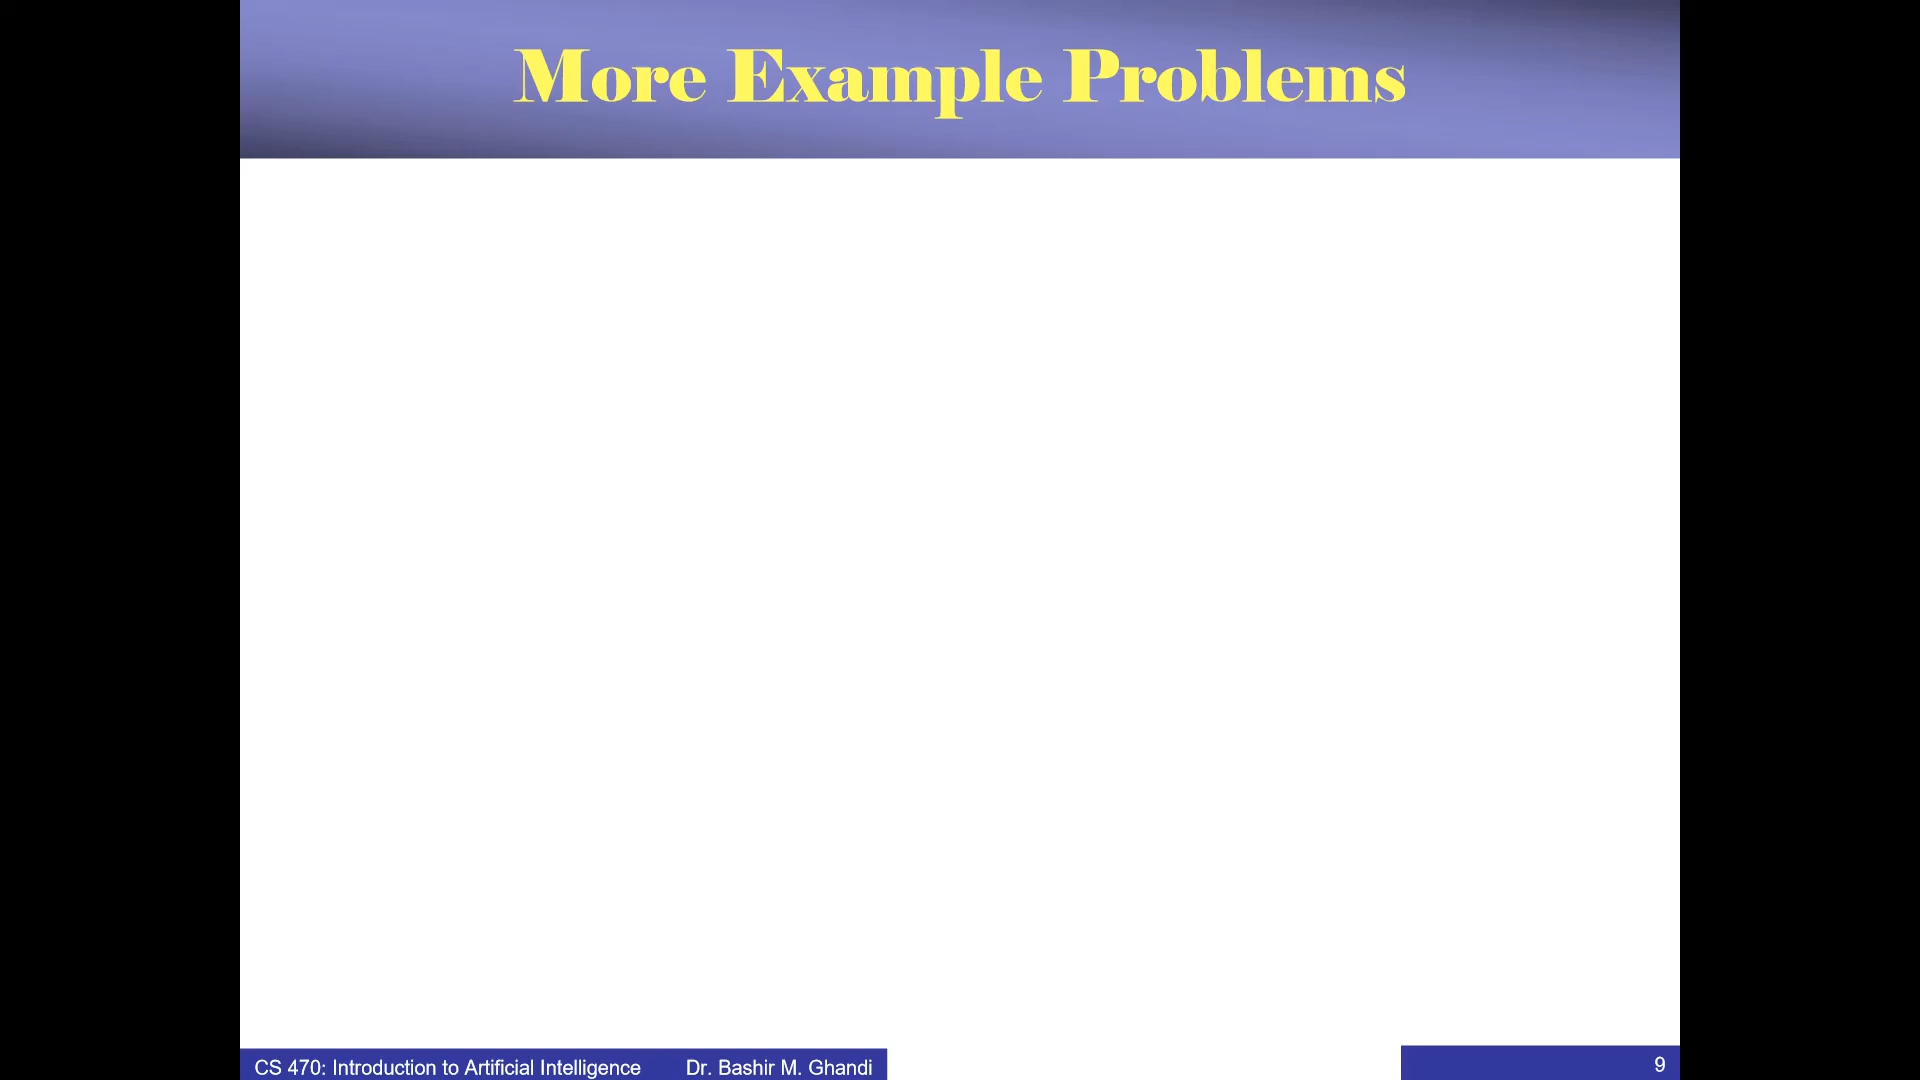 More Example Problems
CS 470: Introduction to Artificial Intelligence Dr. Bashir M. Ghandi
9